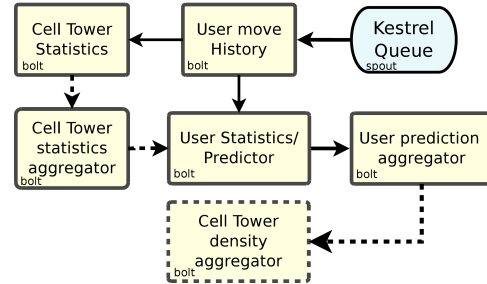 Cell Tower
Statistics
bolt
User move
History
bolt
Kestrel
Queue
spout
Cell Tower
statistics
aggregator
bolt
User Statistics/
Predictor
bolt
User prediction
aggregator
bolt
Cell Tower
density
aggregator
bolt